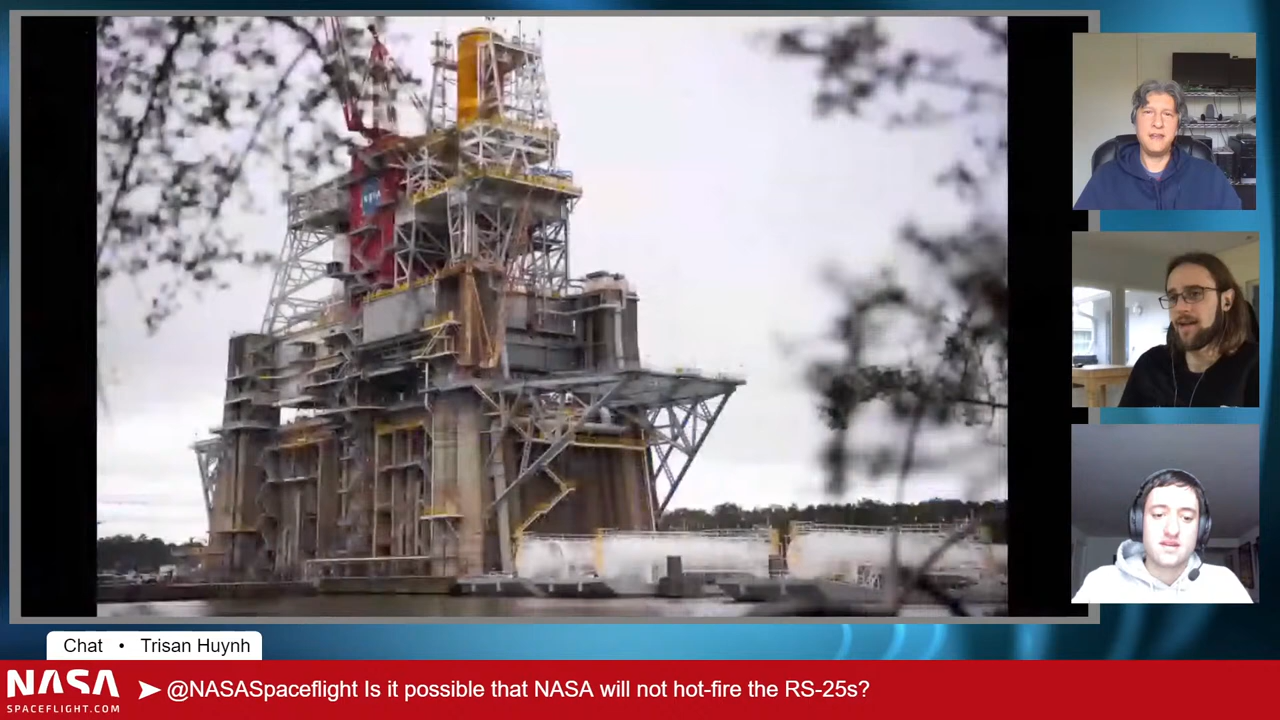 Chat • Trisan Huynh
NASA
SPACEFLIGHT.COM
@NASASpaceflight Is it possible that NASA will not hot-fire the RS-25s?